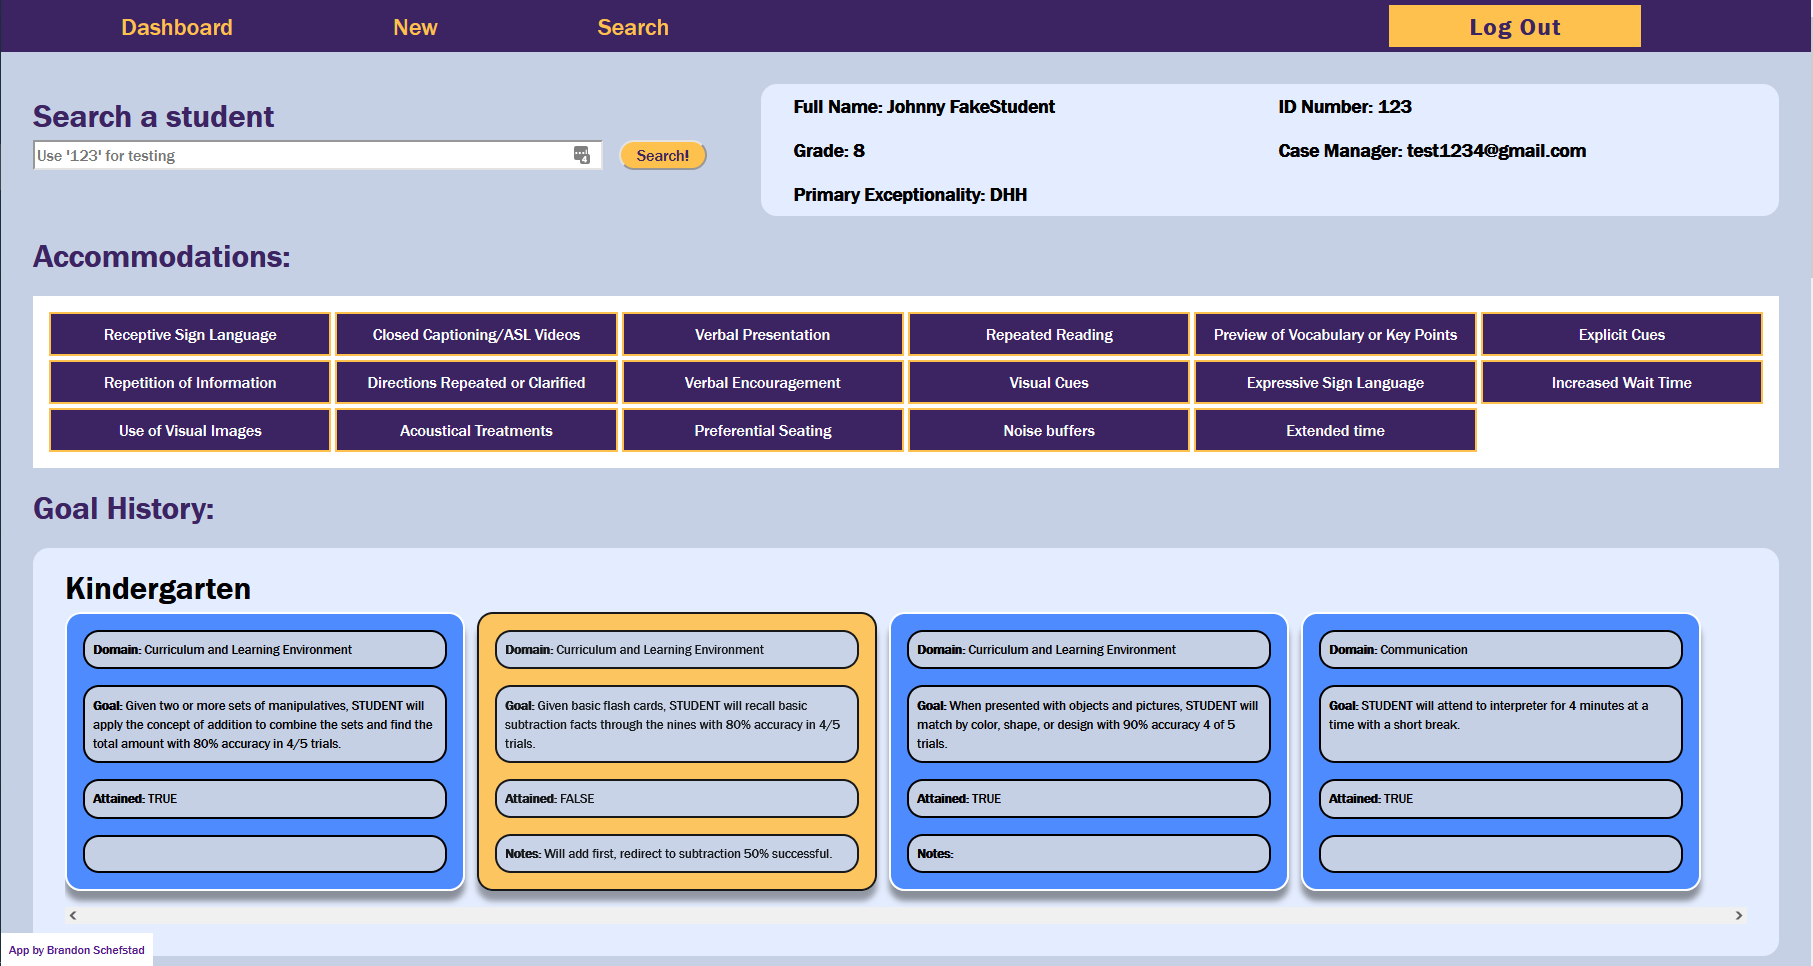 Dashboard
New
Search
Log Out
Search a student
Use '123' for testing
4
Search!
Full Name: Johnny FakeStudent
ID Number: 123
Grade: 8
Case Manager: test1234@gmail.com
Primary Exceptionality: DHH
Accommodations:
Receptive Sign Language
Closed Captioning/ASL Videos
Verbal Presentation
Repeated Reading
Preview of Vocabulary or Key Points
Explicit Cues
Repetition of Information
Directions Repeated or Clarified
Verbal Encouragement
Visual Cues
Expressive Sign Language
Increased Wait Time
Use of Visual Images
Acoustical Treatments
Preferential Seating
Noise buffers
Extended time
Goal History:
Kindergarten
Domain: Curriculum and Learning Environment
Goal: Given two or more sets of manipulatives, STUDENT will
apply the concept of addition to combine the sets and find the
total amount with 80% accuracy in 4/5 trials.
Attained: TRUE
Domain: Curriculum and Learning Environment
Goal: Given basic flash cards, STUDENT will recall basic
subtraction facts through the nines with 80% accuracy in 4/5
trials.
Attained: FALSE
Notes: Will add first, redirect to subtraction 50% successful.
Domain: Curriculum and Learning Environment
Goal: When presented with objects and pictures, STUDENT will
match by color, shape, or design with 90% accuracy 4 of 5
trials.
Attained: TRUE
Notes:
Domain: Communication
Goal: STUDENT will attend to interpreter for 4 minutes at a
time with a short break.
Attained: TRUE
App by Brandon Schefstad